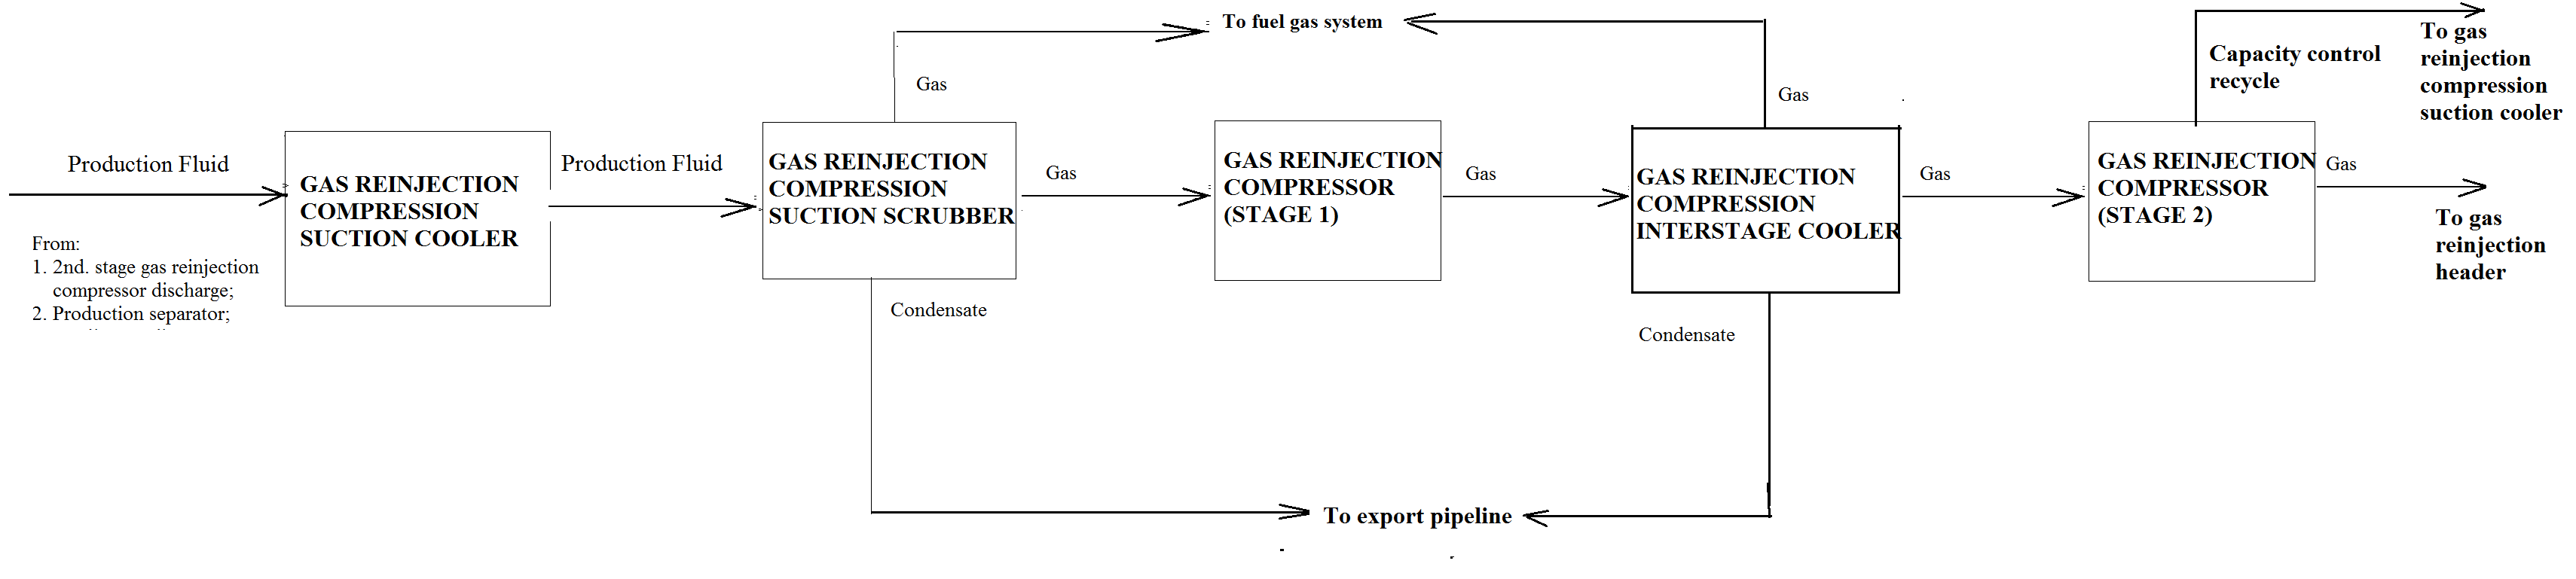 To fuel gas system
Gas
Gas
Capacity control
recycle
To gas
reinjection
compression
suction cooler
Production Fluid
GAS REINJECTION
COMPRESSION
SUCTION COOLER
Production Fluid
GAS REINJECTION
COMPRESSION
SUCTION SCRUBBER
Gas
GAS REINJECTION
COMPRESSOR
(STAGE 1)
Gas
GAS REINJECTION
COMPRESSION
INTERSTAGE COOLER
Gas
GAS REINJECTION
COMPRESSOR
(STAGE 2)
Gas
To gas
reinjection
header
From:
1. 2nd. stage gas reinjection
compressor discharge;
2. Production separator;
Condensate
Condensate
To export pipeline